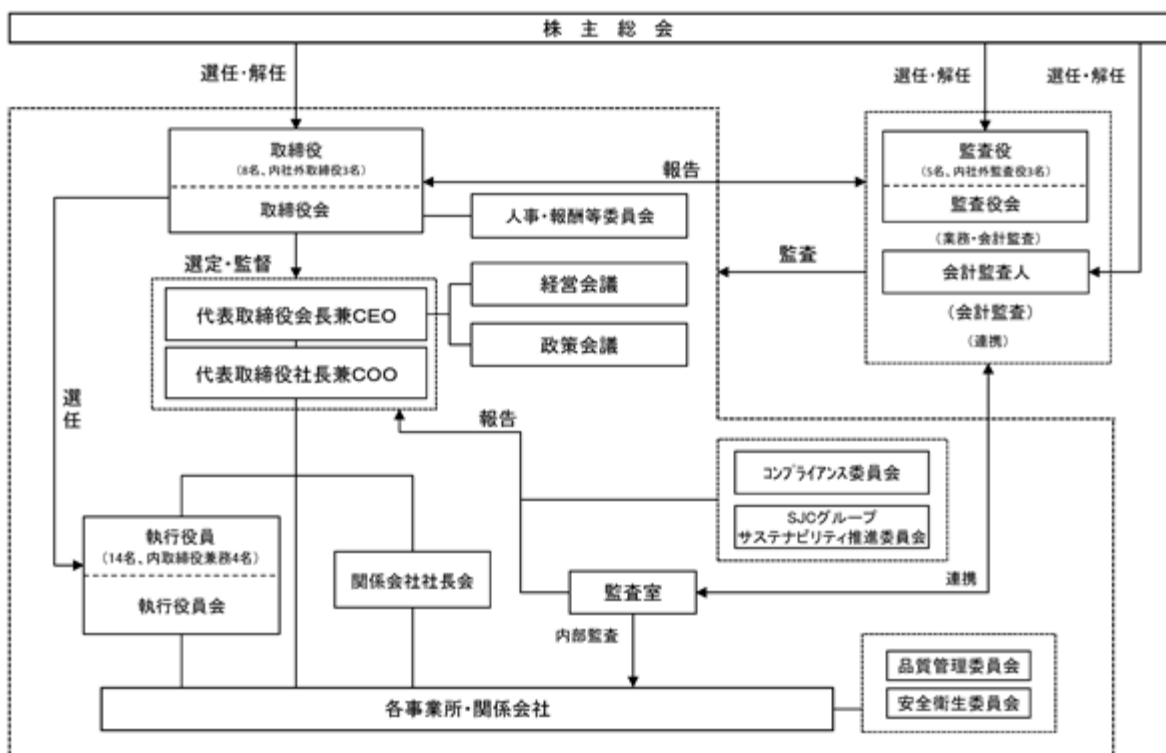 株主総会
選任・解任
選任・解任
選任・解任
取締役
（8名、内社外取締役3名）
取締役会
報告
監査役
（5名、内社外監査役3名）
監査役会
（業務・会計監査）
会計監査人
（会計監査）
（連携）
人事・報酬等委員会
監査
選定・監督
代表取締役会長兼CEO
代表取締役社長兼COO
経営会議
政策会議
選任
報告
コンプライアンス委員会
SJCグループ
サステナビリティ推進委員会
執行役員
（14名、内取締役兼務4名）
執行役員会
関係会社社長会
監査室
連携
内部監査
品質管理委員会
安全衛生委員会
各事業所・関係会社